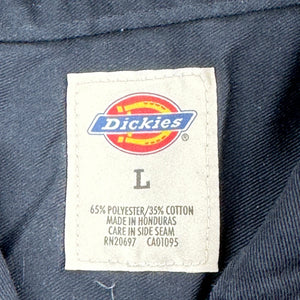 Dickies®
L
65% POLYESTER/35% COTTON
MADE IN HONDURAS
CARE IN SIDE SEAM
RN20697 CA01095